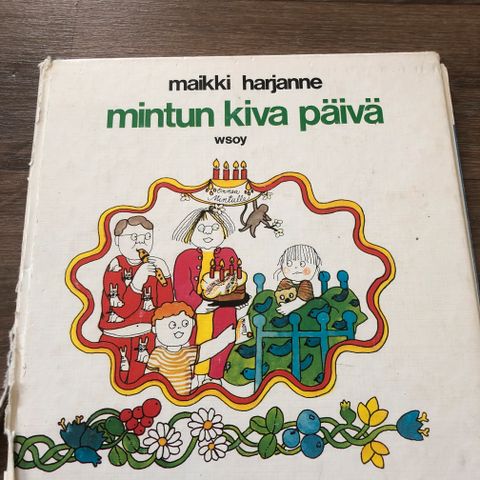 maikki harjanne
mintun kiva päivä
wsoy
Onnea
Mintulle